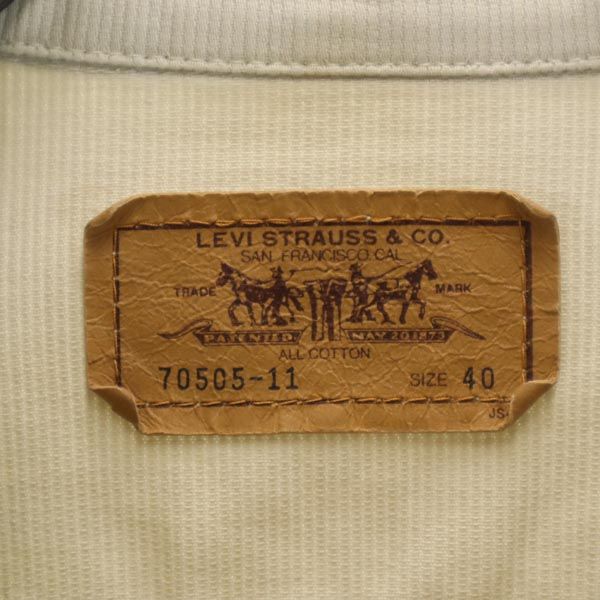 LEVI STRAUSS & CO.
SAN FRANCISCO CAL
TRADE MARK
PATENTED MAY 20 1873
ALL COTTON
70505-11 SIZE 40